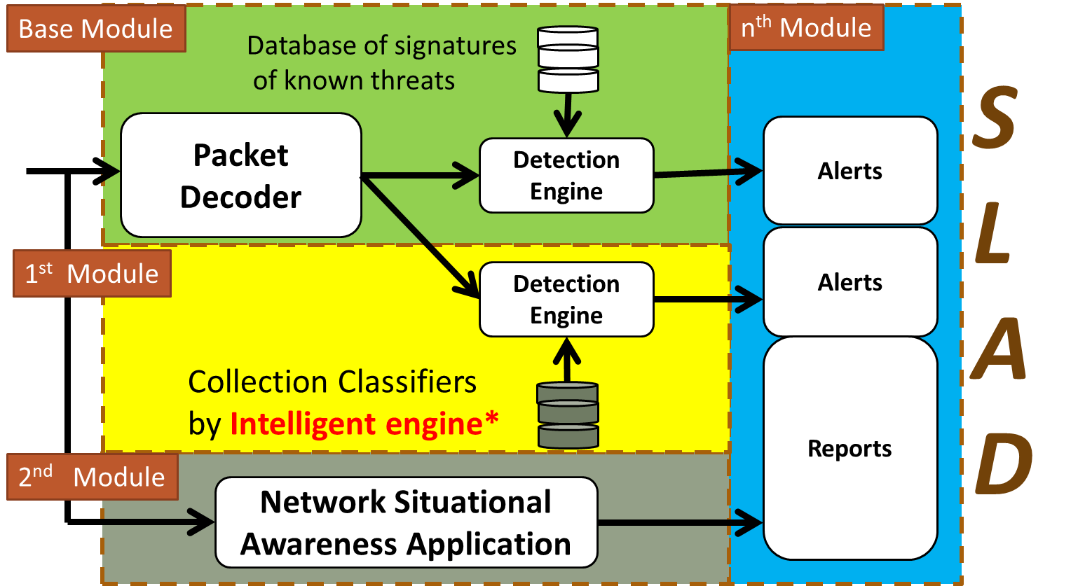 Base Module
Database of signatures
of known threats
nth Module
Packet
Decoder
Detection
Engine
Alerts
1st Module
Detection
Engine
Alerts
Collection Classifiers
by Intelligent engine*
Reports
2nd Module
Network Situational
Awareness Application
S
L
A
D